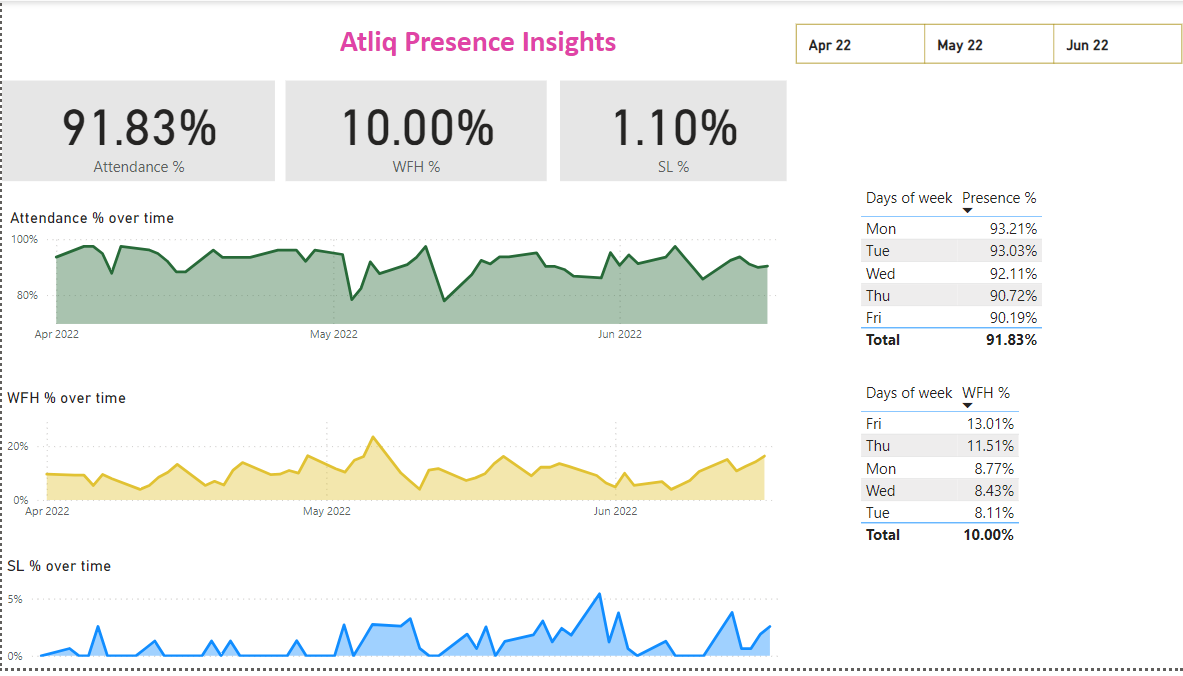 Atliq Presence Insights
Apr 22 May 22 Jun 22
91.83% 10.00% 1.10%
Attendance % WFH % SL %
Attendance % over time
100%
80%
Apr 2022 May 2022 Jun 2022
Days of week Presence %
Mon 93.21%
Tue 93.03%
Wed 92.11%
Thu 90.72%
Fri 90.19%
Total 91.83%
WFH % over time
20%
0%
Apr 2022 May 2022 Jun 2022
Days of week WFH %
Fri 13.01%
Thu 11.51%
Mon 8.77%
Wed 8.43%
Tue 8.11%
Total 10.00%
SL % over time
5%
0%